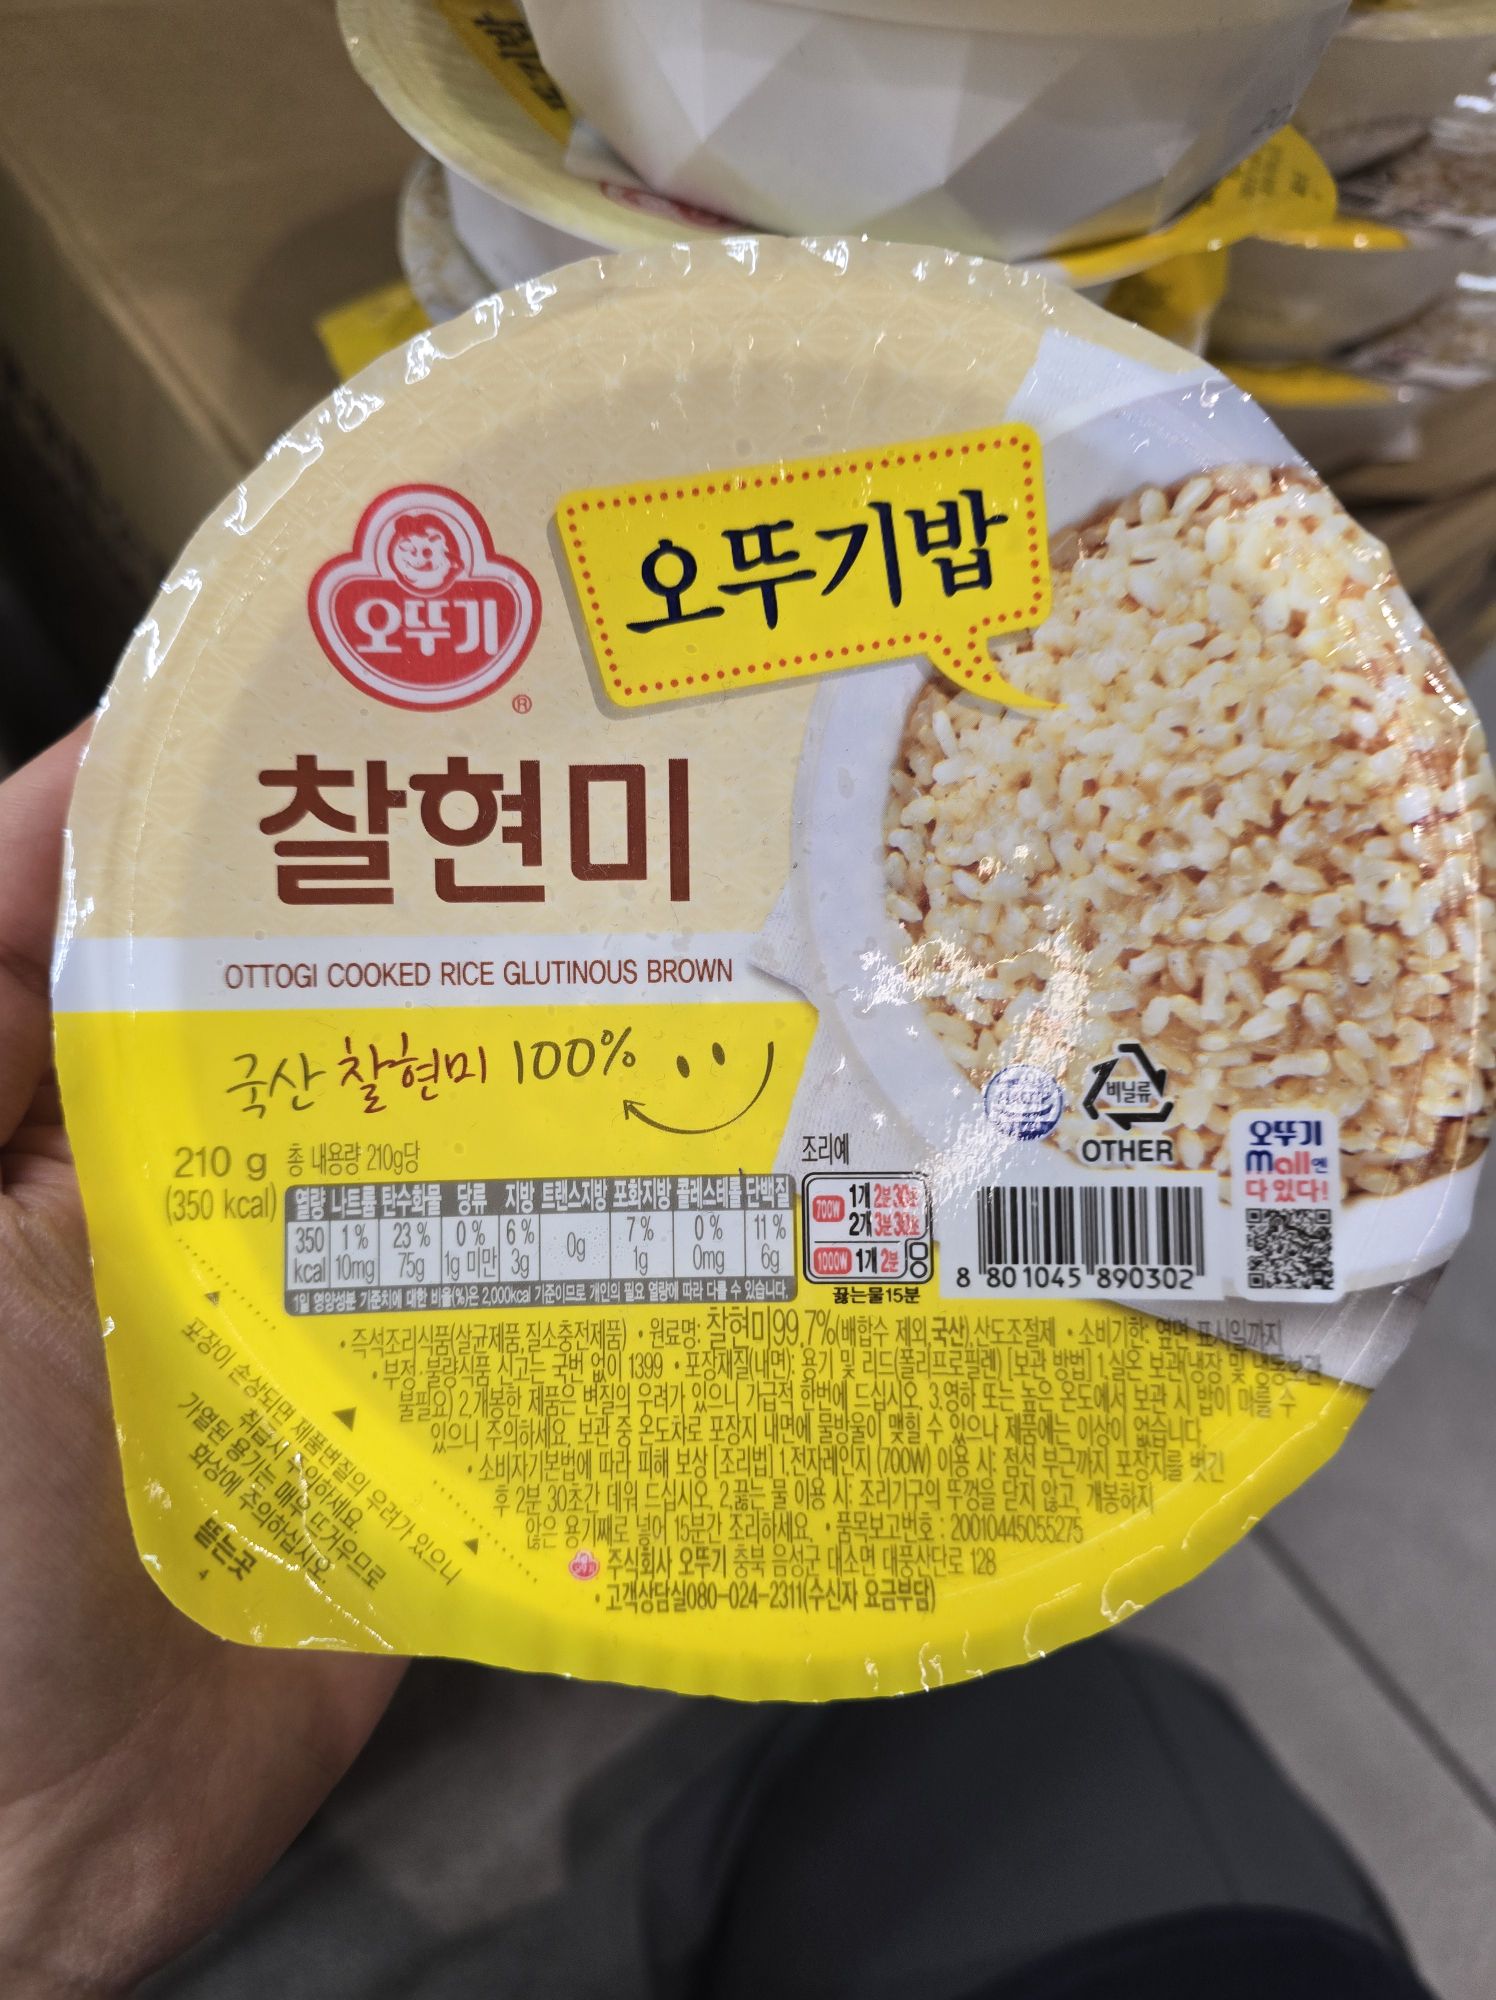 오뚜기밥
오뚜기
®
찰현미
OTTOGI COOKED RICE GLUTINOUS BROWN
국산 찰현미 100%
비닐류
OTHER
오뚜기
Mall엔
다 있다!
210 g 총 내용량 210g당
(350 kcal)
열량 나트륨 탄수화물 당류 지방 트랜스지방 포화지방 콜레스테롤 단백질
350 1% 23% 0% 6% 7% 0% 11%
kcal 10mg 75g 1g 미만 3g 0g 1g 0mg 6g
1일 영양성분 기준치에 대한 비율(%)은 2,000kcal 기준이므로 개인의 필요 열량에 따라 다를 수 있습니다.
조리예
700W 1개 2분30초
2개 3분30초
1000W 1개 2분
끓는물 15분
8 801045 890302
• 즉석조리식품(살균제품,질소충전제품) • 원료명: 찰현미99.7%(배합수 제외,국산) 산도조절제 • 소비기한: 옆면 표시일까지
• 부정·불량식품 신고는 국번 없이 1399 • 포장재질(내면): 용기 및 리드(폴리프로필렌) [보관 방법] 1.실온 보관(냉장 및 냉동보관
불필요) 2.개봉한 제품은 변질의 우려가 있으니 가급적 한번에 드십시오. 3.영하 또는 높은 온도에서 보관 시 밥이 마를 수
있으니 주의하세요. 보관 중 온도차로 포장지 내면에 물방울이 맺힐 수 있으나 제품에는 이상이 없습니다.
• 소비자기본법에 따라 피해 보상 [조리법] 1.전자레인지 (700W) 이용 시: 점선 부근까지 포장지를 벗긴
후 2분 30초간 데워 드십시오. 2.끓는 물 이용 시: 조리기구의 뚜껑을 닫지 않고, 개봉하지
않은 용기째로 넣어 15분간 조리하세요. • 품목보고번호 : 20010445055275
주식회사 오뚜기 충북 음성군 대소면 대풍산단로 128
• 고객상담실080-024-2311(수신자 요금부담)
포장이 손상되면 제품변질의 우려가 있으니
취급시 주의하세요.
가열된 용기는 매우 뜨거우므로
화상에 주의하십시오.
뜯는곳
4